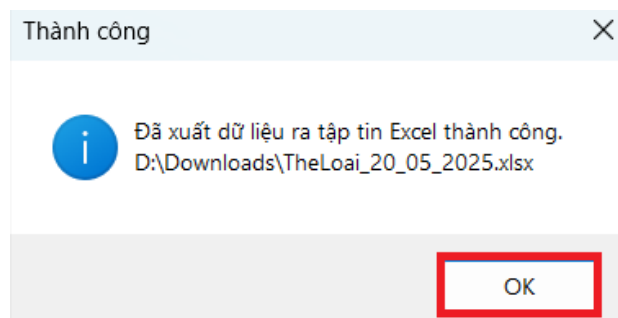 Thành công
Đã xuất dữ liệu ra tập tin Excel thành công.
D:\Downloads\TheLoai_20_05_2025.xlsx
OK